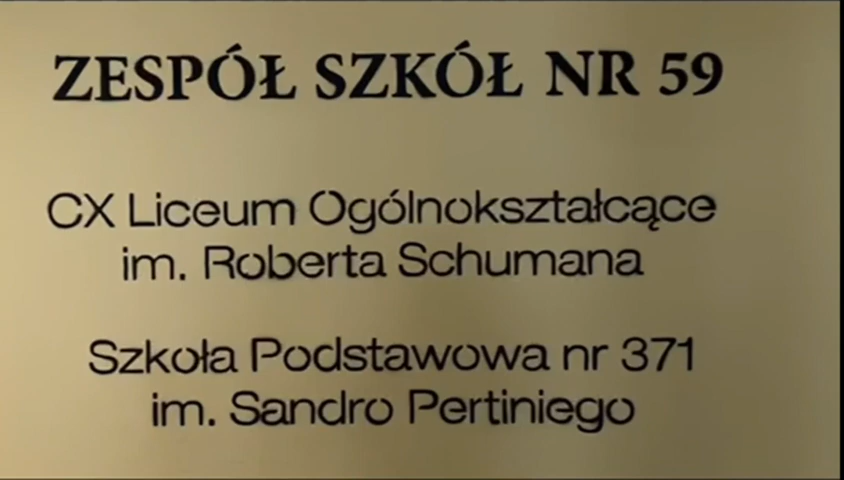 ZESPÓŁ SZKÓŁ NR 59
CX Liceum Ogólnokształcące
im. Roberta Schumana
Szkoła Podstawowa nr 371
im. Sandro Pertiniego